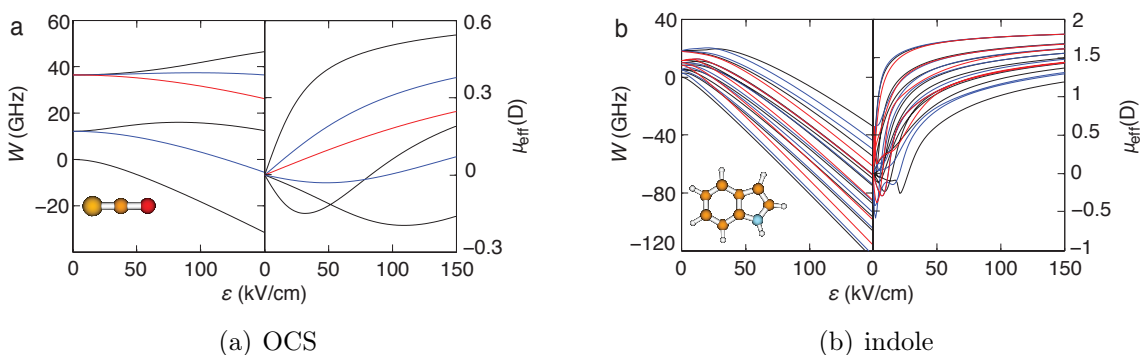 a
60
40
20
0
−20
W (GHz)
0 50 100
0 50 100 150
ε (kV/cm)
0.6
0.3
0
−0.3
μeff(D)
(a) OCS
b
40
0
−40
−80
−120
W (GHz)
0 50 100
0 50 100 150
ε (kV/cm)
2
1.5
1
0.5
0
−0.5
−1
μeff(D)
(b) indole